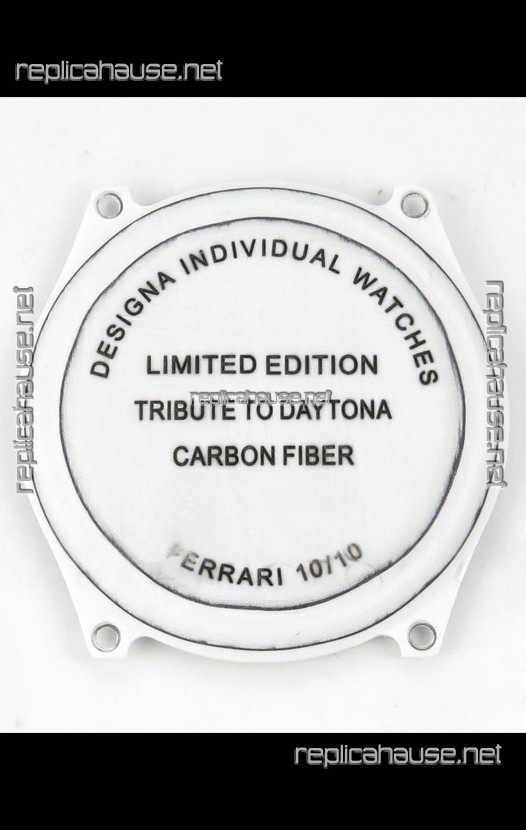 replicahause.net
DESIGNA INDIVIDUAL WATCHES
LIMITED EDITION
replicahause.net
TRIBUTE TO DAYTONA
CARBON FIBER
FERRARI 10/10
replicahause.net
replicahause.net
replicahause.net